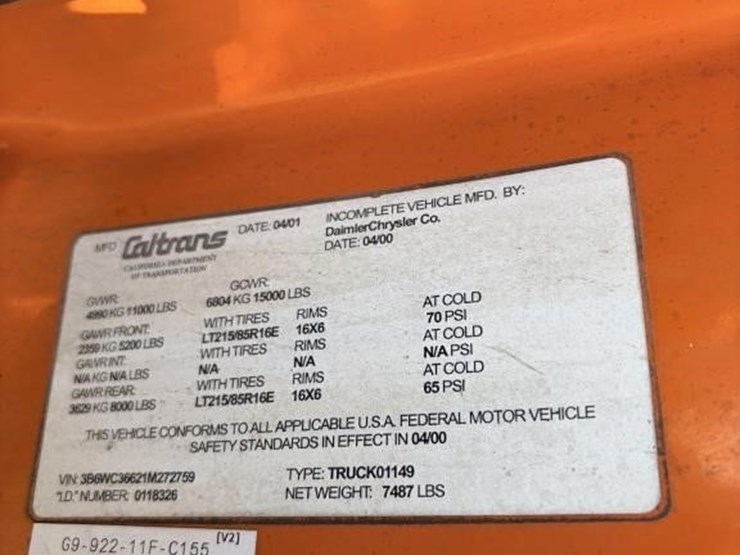 MFD Caltrans DATE: 04/01 INCOMPLETE VEHICLE MFD. BY:
CALIFORNIA DEPARTMENT DaimlerChrysler Co.
OF TRANSPORTATION DATE: 04/00
GVWR: GCWR:
4990 KG 11000 LBS 6804 KG 15000 LBS
GAWR FRONT: WITH TIRES RIMS AT COLD
2359 KG 5200 LBS LT215/85R16E 16X6 70 PSI
GAWR INT: WITH TIRES RIMS AT COLD
N/A KG N/A LBS N/A N/A N/A PSI
GAWR REAR: WITH TIRES RIMS AT COLD
3629 KG 8000 LBS LT215/85R16E 16X6 65 PSI
THIS VEHICLE CONFORMS TO ALL APPLICABLE U.S.A. FEDERAL MOTOR VEHICLE
SAFETY STANDARDS IN EFFECT IN 04/00
VIN: 3B6WC36621M272759 TYPE: TRUCK01149
"I.D." NUMBER: 0118326 NET WEIGHT: 7487 LBS
G9-922-11F-C155 [V2]